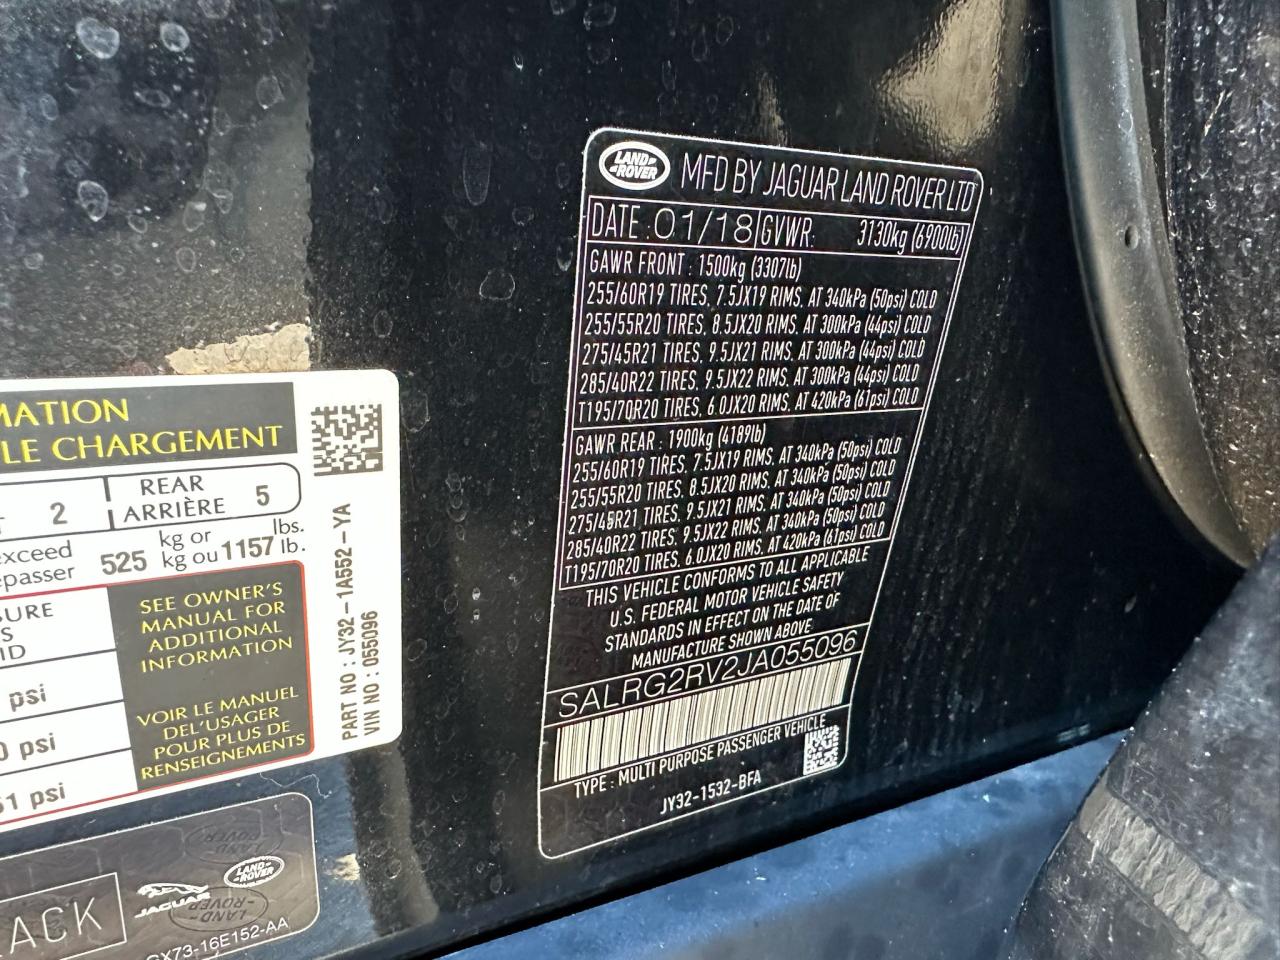 MATION
LE CHARGEMENT
2
REAR
ARRIÈRE
5
exceed
passer
525
kg or
kg ou
1157
lbs.
lb.
SURE
S
ID
psi
0 psi
51 psi
SEE OWNER'S
MANUAL FOR
ADDITIONAL
INFORMATION
VOIR LE MANUEL
DEL'USAGER
POUR PLUS DE
RENSEIGNEMENTS
PART NO : JY32-1A552-YA
VIN NO : 055096
ACK
JAGUAR
LAND-
ROVER
GX73-16E152-AA
LAND-
ROVER
MFD BY JAGUAR LAND ROVER LTD
DATE : 01/18 GVWR: 3130kg (6900lb)
GAWR FRONT : 1500kg (3307lb)
255/60R19 TIRES, 7.5JX19 RIMS, AT 340kPa (50psi) COLD
255/55R20 TIRES, 8.5JX20 RIMS, AT 300kPa (44psi) COLD
275/45R21 TIRES, 9.5JX21 RIMS, AT 300kPa (44psi) COLD
285/40R22 TIRES, 9.5JX22 RIMS, AT 300kPa (44psi) COLD
T195/70R20 TIRES, 6.0JX20 RIMS, AT 420kPa (61psi) COLD
GAWR REAR : 1900kg (4189lb)
255/60R19 TIRES, 7.5JX19 RIMS, AT 340kPa (50psi) COLD
255/55R20 TIRES, 8.5JX20 RIMS, AT 340kPa (50psi) COLD
275/45R21 TIRES, 9.5JX21 RIMS, AT 340kPa (50psi) COLD
285/40R22 TIRES, 9.5JX22 RIMS, AT 340kPa (50psi) COLD
T195/70R20 TIRES, 6.0JX20 RIMS, AT 420kPa (61psi) COLD
THIS VEHICLE CONFORMS TO ALL APPLICABLE
U.S. FEDERAL MOTOR VEHICLE SAFETY
STANDARDS IN EFFECT ON THE DATE OF
MANUFACTURE SHOWN ABOVE.
SALRG2RV2JA055096
TYPE : MULTI PURPOSE PASSENGER VEHICLE
JY32-1532-BFA